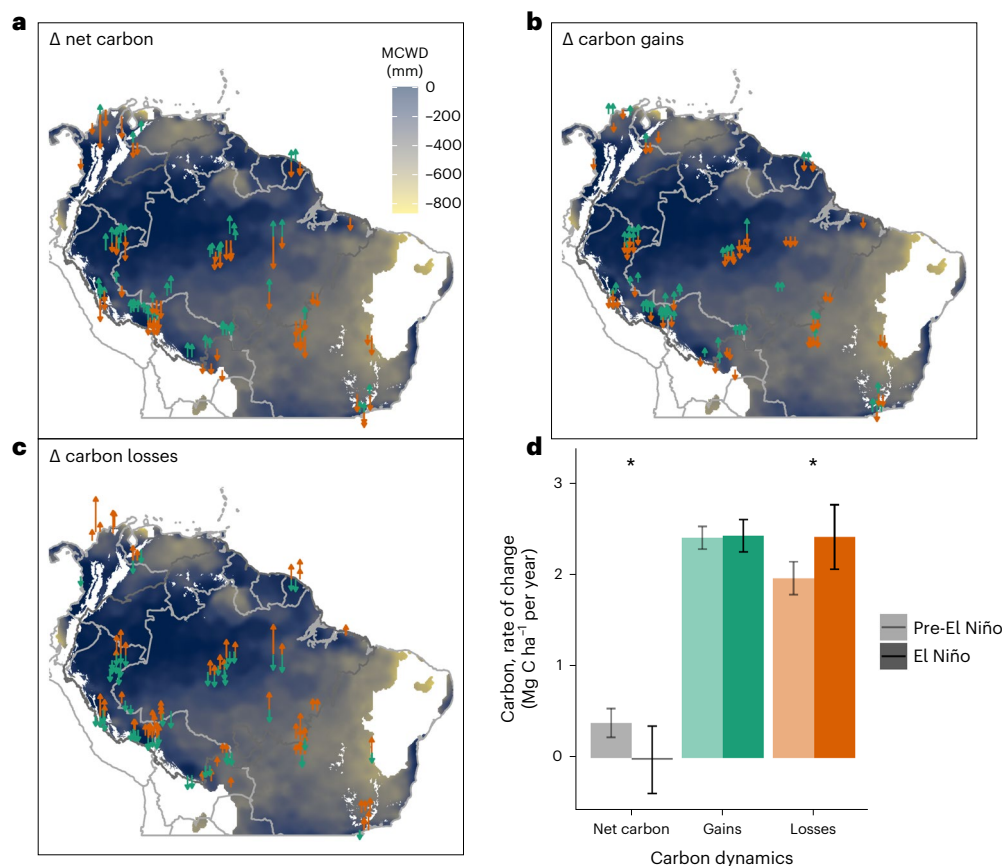 a
Δ net carbon
MCWD
(mm)
0
−200
−400
−600
−800
b
Δ carbon gains
c
Δ carbon losses
d
*
*
3
2
1
0
Carbon, rate of change
(Mg C ha⁻¹ per year)
Net carbon
Gains
Losses
Carbon dynamics
Pre-El Niño
El Niño